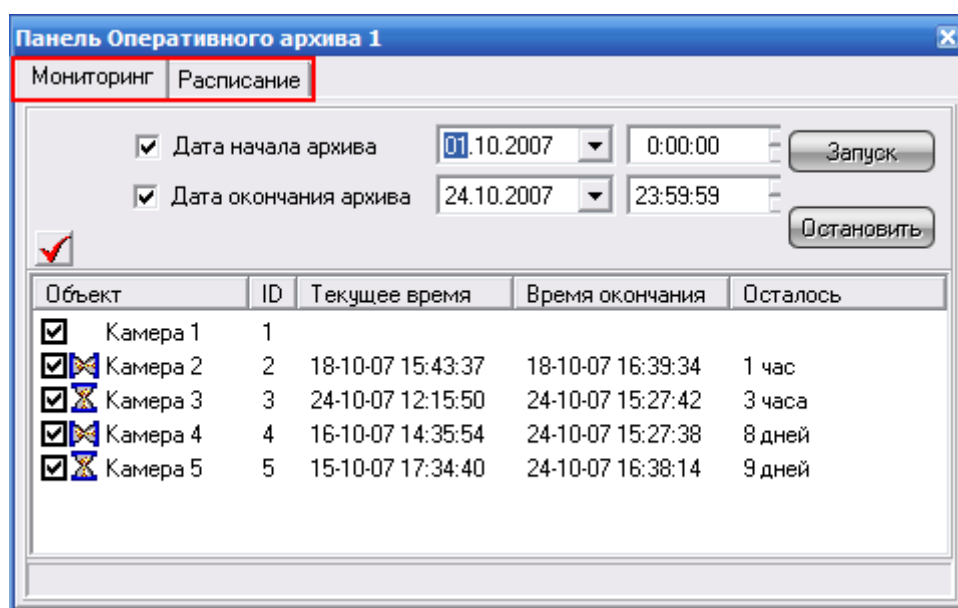 Панель Оперативного архива 1
Мониторинг Расписание
Дата начала архива 01.10.2007 0:00:00 Запуск
Дата окончания архива 24.10.2007 23:59:59
Остановить
Объект ID Текущее время Время окончания Осталось
Камера 1 1
Камера 2 2 18-10-07 15:43:37 18-10-07 16:39:34 1 час
Камера 3 3 24-10-07 12:15:50 24-10-07 15:27:42 3 часа
Камера 4 4 16-10-07 14:35:54 24-10-07 15:27:38 8 дней
Камера 5 5 15-10-07 17:34:40 24-10-07 16:38:14 9 дней